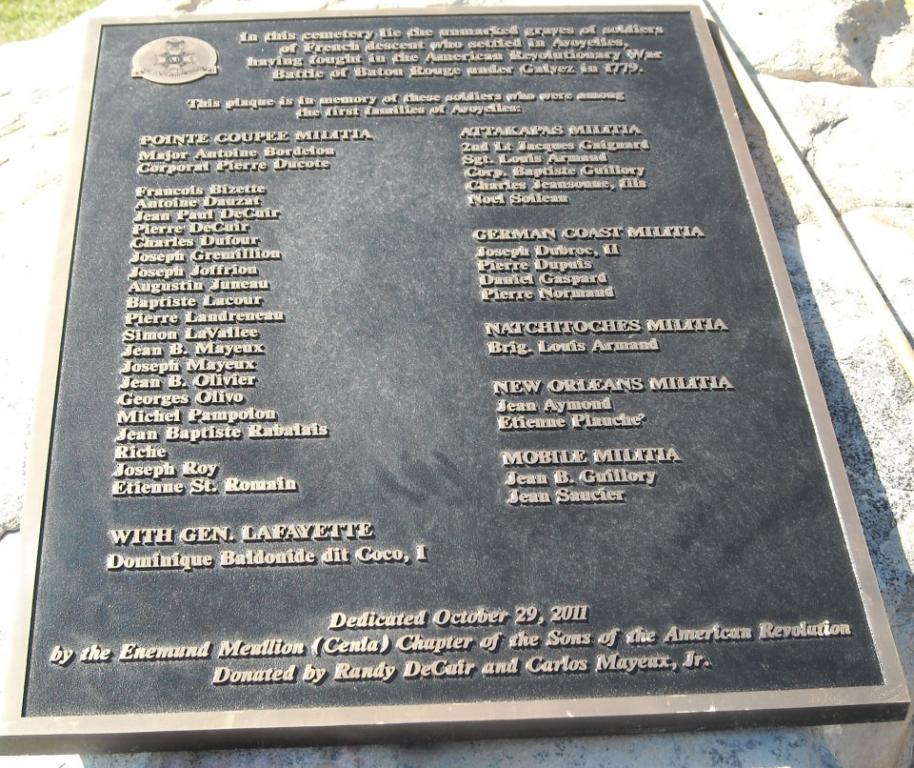 In this cemetery lie the unmarked graves of soldiers
of French descent who settled in Avoyelles,
having fought in the American Revolutionary War
Battle of Baton Rouge under Galvez in 1779.
This plaque is in memory of these soldiers who were among
the first families of Avoyelles:
POINTE COUPEE MILITIA
Major Antoine Bordelou
Corporal Pierre Ducote
Francois Bizette
Antoine Dauzat
Jean Paul DeCuir
Pierre DeCuir
Charles Dufour
Joseph Gremillion
Joseph Joffrion
Augustin Juneau
Baptiste Lacour
Pierre Landreneau
Simon LaVallee
Jean B. Mayeux
Joseph Mayeux
Jean B. Olivier
Georges Olivo
Michel Pampolon
Jean Baptiste Rabalais
Riche
Joseph Roy
Etienne St. Romain
WITH GEN. LAFAYETTE
Dominique Baldonide dit Coco, I
ATTAKAPAS MILITIA
2nd Lt Jacques Gaignard
Sgt. Louis Armand
Corp. Baptiste Guillory
Charles Jeansonne, fils
Noel Soileau
GERMAN COAST MILITIA
Joseph Dubroc, II
Pierre Dupuis
Daniel Gaspard
Pierre Normand
NATCHITOCHES MILITIA
Brig. Louis Armand
NEW ORLEANS MILITIA
Jean Aymond
Etienne Plauche'
MOBILE MILITIA
Jean B. Guillory
Jean Saucier
Dedicated October 29, 2011
by the Enemund Meullion (Cenla) Chapter of the Sons of the American Revolution
Donated by Randy DeCuir and Carlos Mayeux, Jr.